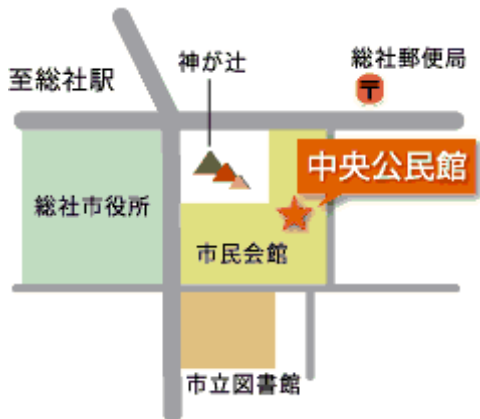 総社郵便局
神が辻
至総社駅
〒
中央公民館
総社市役所
市民会館
市立図書館